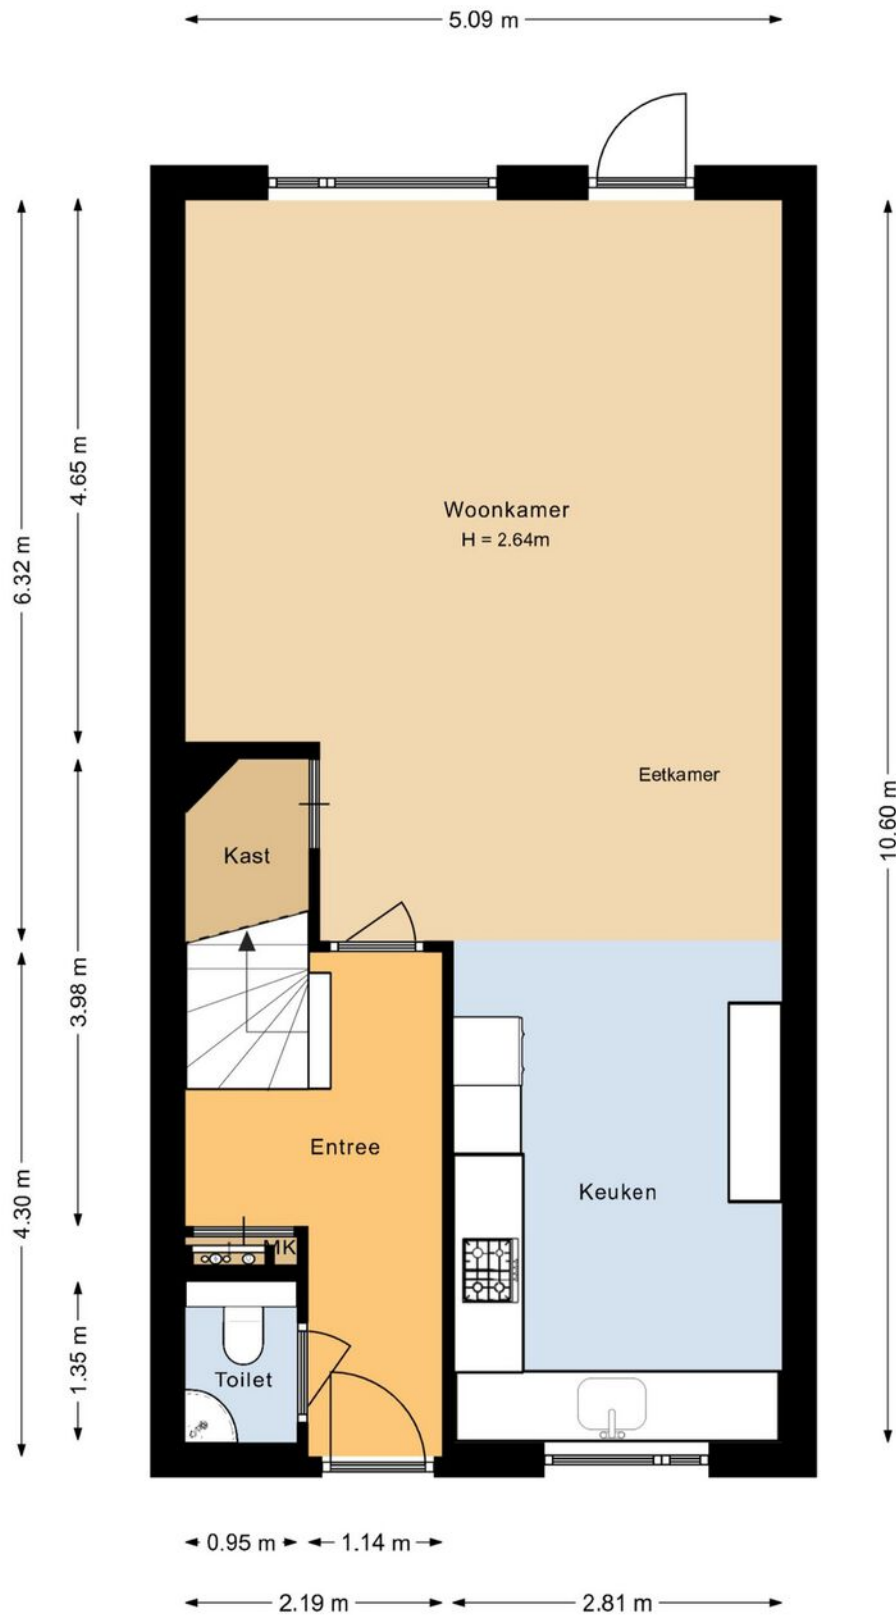 5.09 m
6.32 m
4.65 m
Woonkamer
H = 2.64m
Eetkamer
10.60 m
Kast
3.98 m
Entree
4.30 m
Keuken
MK
1.35 m
Toilet
0.95 m
1.14 m
2.19 m
2.81 m